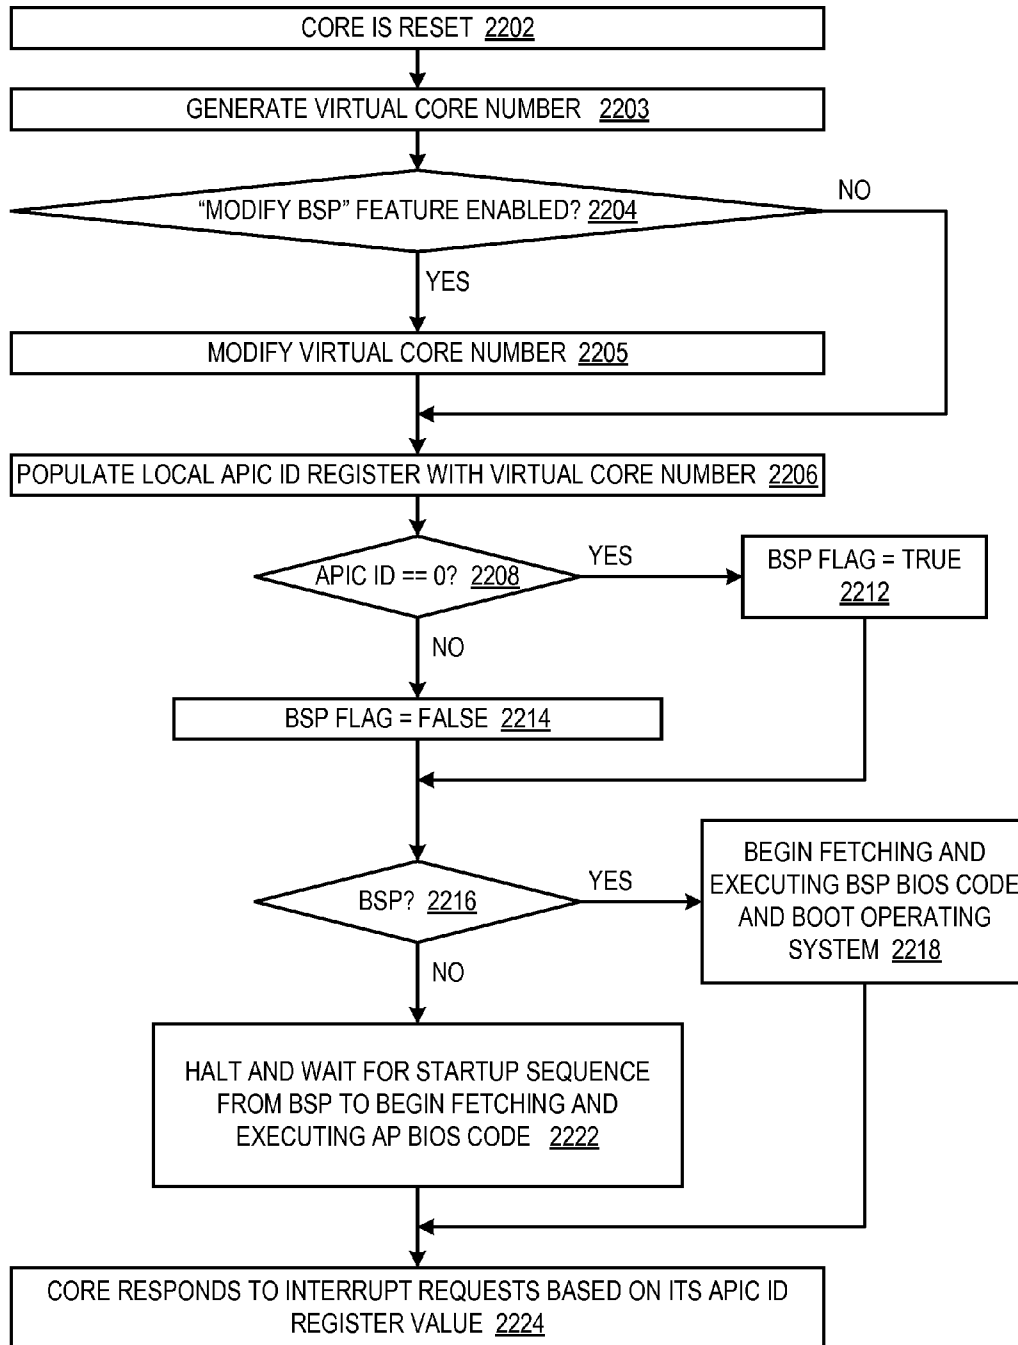 CORE IS RESET 2202
GENERATE VIRTUAL CORE NUMBER 2203
“MODIFY BSP” FEATURE ENABLED? 2204
NO
YES
MODIFY VIRTUAL CORE NUMBER 2205
POPULATE LOCAL APIC ID REGISTER WITH VIRTUAL CORE NUMBER 2206
APIC ID == 0? 2208
YES
BSP FLAG = TRUE
2212
NO
BSP FLAG = FALSE 2214
BSP? 2216
YES
BEGIN FETCHING AND
EXECUTING BSP BIOS CODE
AND BOOT OPERATING
SYSTEM 2218
NO
HALT AND WAIT FOR STARTUP SEQUENCE
FROM BSP TO BEGIN FETCHING AND
EXECUTING AP BIOS CODE 2222
CORE RESPONDS TO INTERRUPT REQUESTS BASED ON ITS APIC ID
REGISTER VALUE 2224